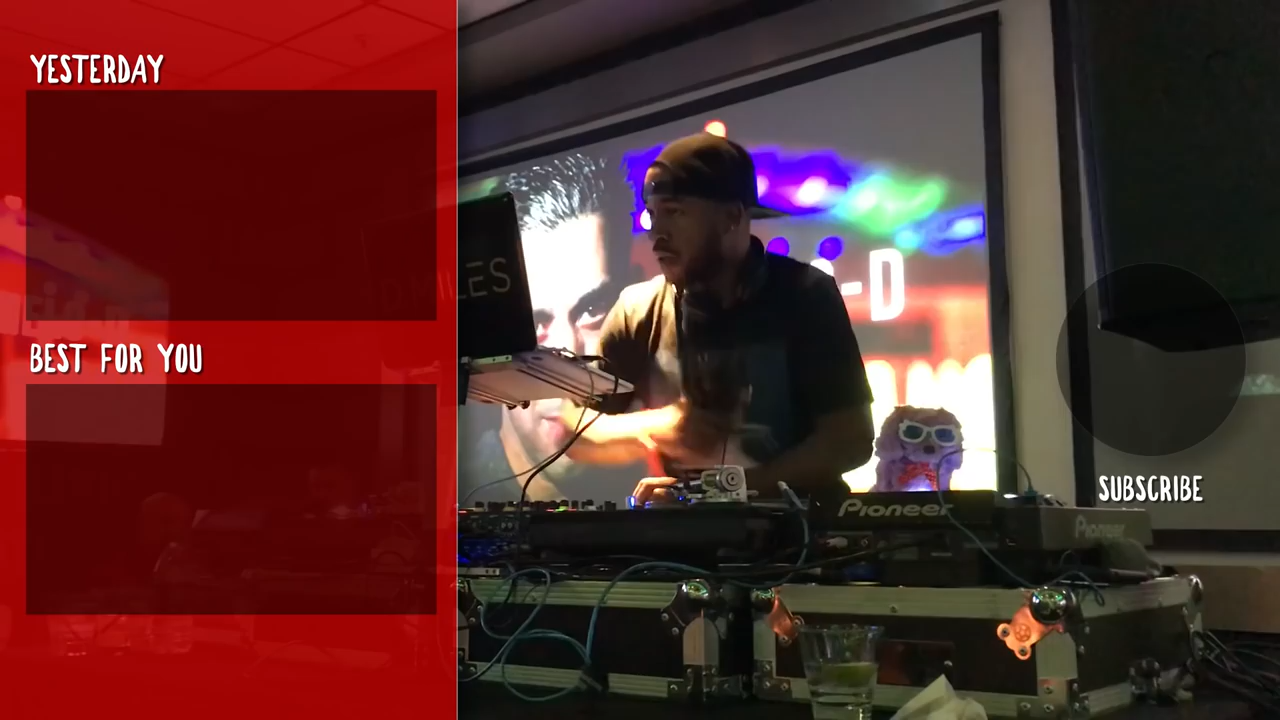 YESTERDAY
BEST FOR YOU
-D
Pioneer
Pioneer
SUBSCRIBE